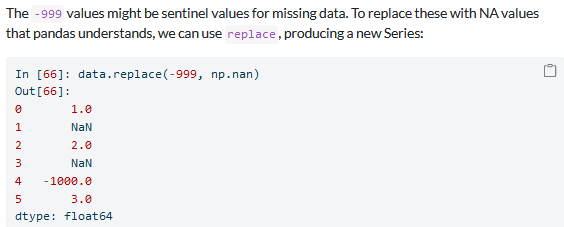 The -999 values might be sentinel values for missing data. To replace these with NA values
that pandas understands, we can use replace, producing a new Series:
In [66]: data.replace(-999, np.nan)
Out[66]:
0       1.0
1       NaN
2       2.0
3       NaN
4   -1000.0
5       3.0
dtype: float64